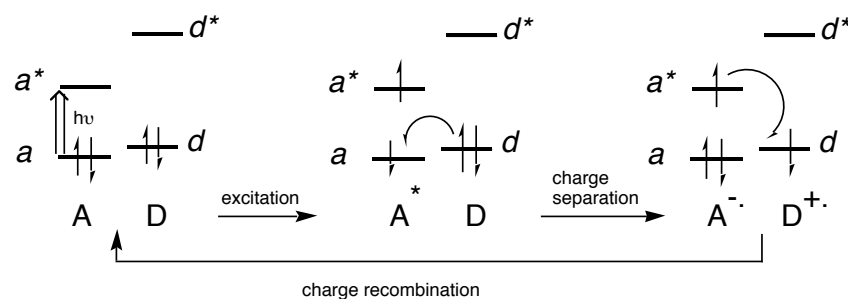 d* d* d*
a* a* a*
hυ
a d a d a d
A D excitation A* D charge separation A-. D+.
charge recombination